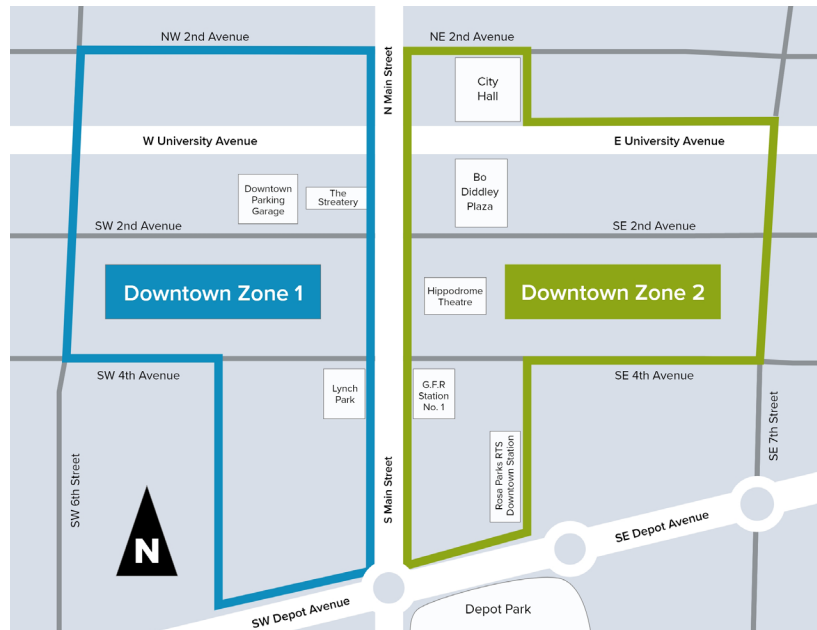 NW 2nd Avenue
NE 2nd Avenue
N Main Street
City
Hall
W University Avenue
E University Avenue
Downtown
Parking
Garage
The
Streatery
Bo
Diddley
Plaza
SW 2nd Avenue
SE 2nd Avenue
Downtown Zone 1
Hippodrome
Theatre
Downtown Zone 2
SW 4th Avenue
Lynch
Park
G.F.R
Station
No. 1
SE 4th Avenue
SE 7th Street
SW 6th Street
S Main Street
Rosa Parks RTS
Downtown Station
N
SE Depot Avenue
SW Depot Avenue
Depot Park